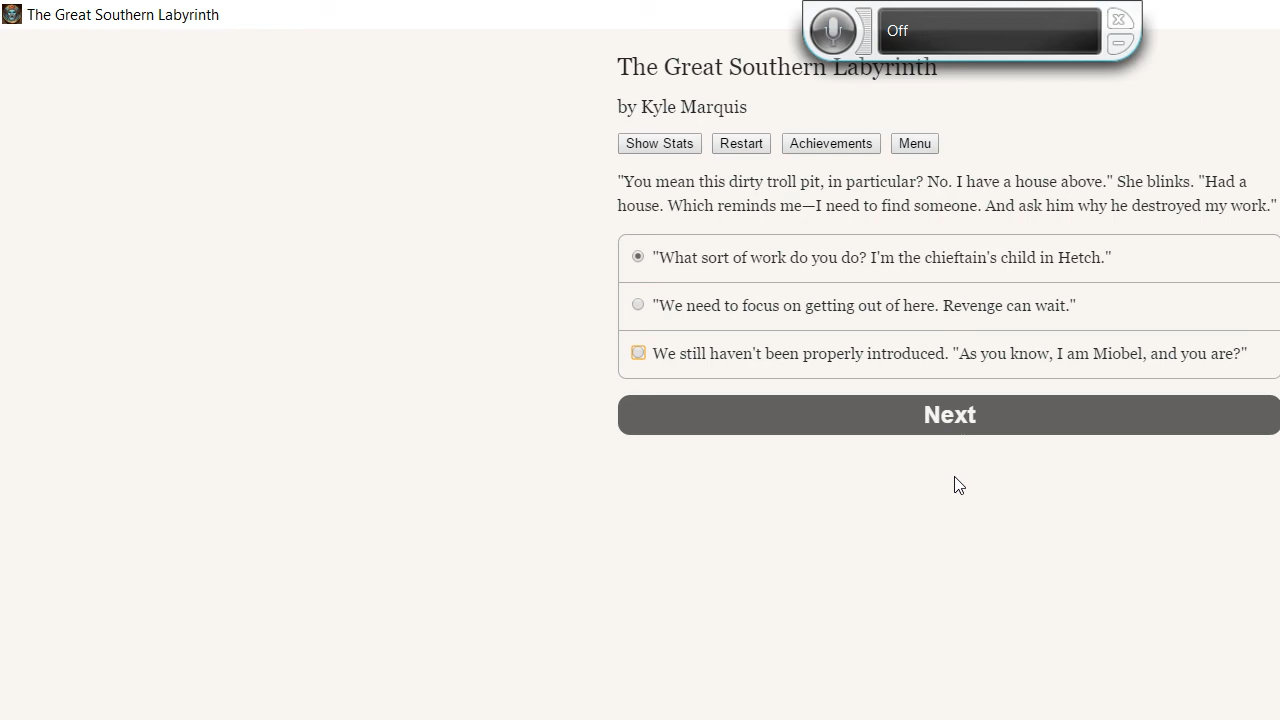 The Great Southern Labyrinth
Off
The Great Southern Labyrinth
by Kyle Marquis
Show Stats Restart Achievements Menu
"You mean this dirty troll pit, in particular? No. I have a house above." She blinks. "Had a
house. Which reminds me—I need to find someone. And ask him why he destroyed my work."
"What sort of work do you do? I'm the chieftain's child in Hetch."
"We need to focus on getting out of here. Revenge can wait."
We still haven't been properly introduced. "As you know, I am Miobel, and you are?"
Next